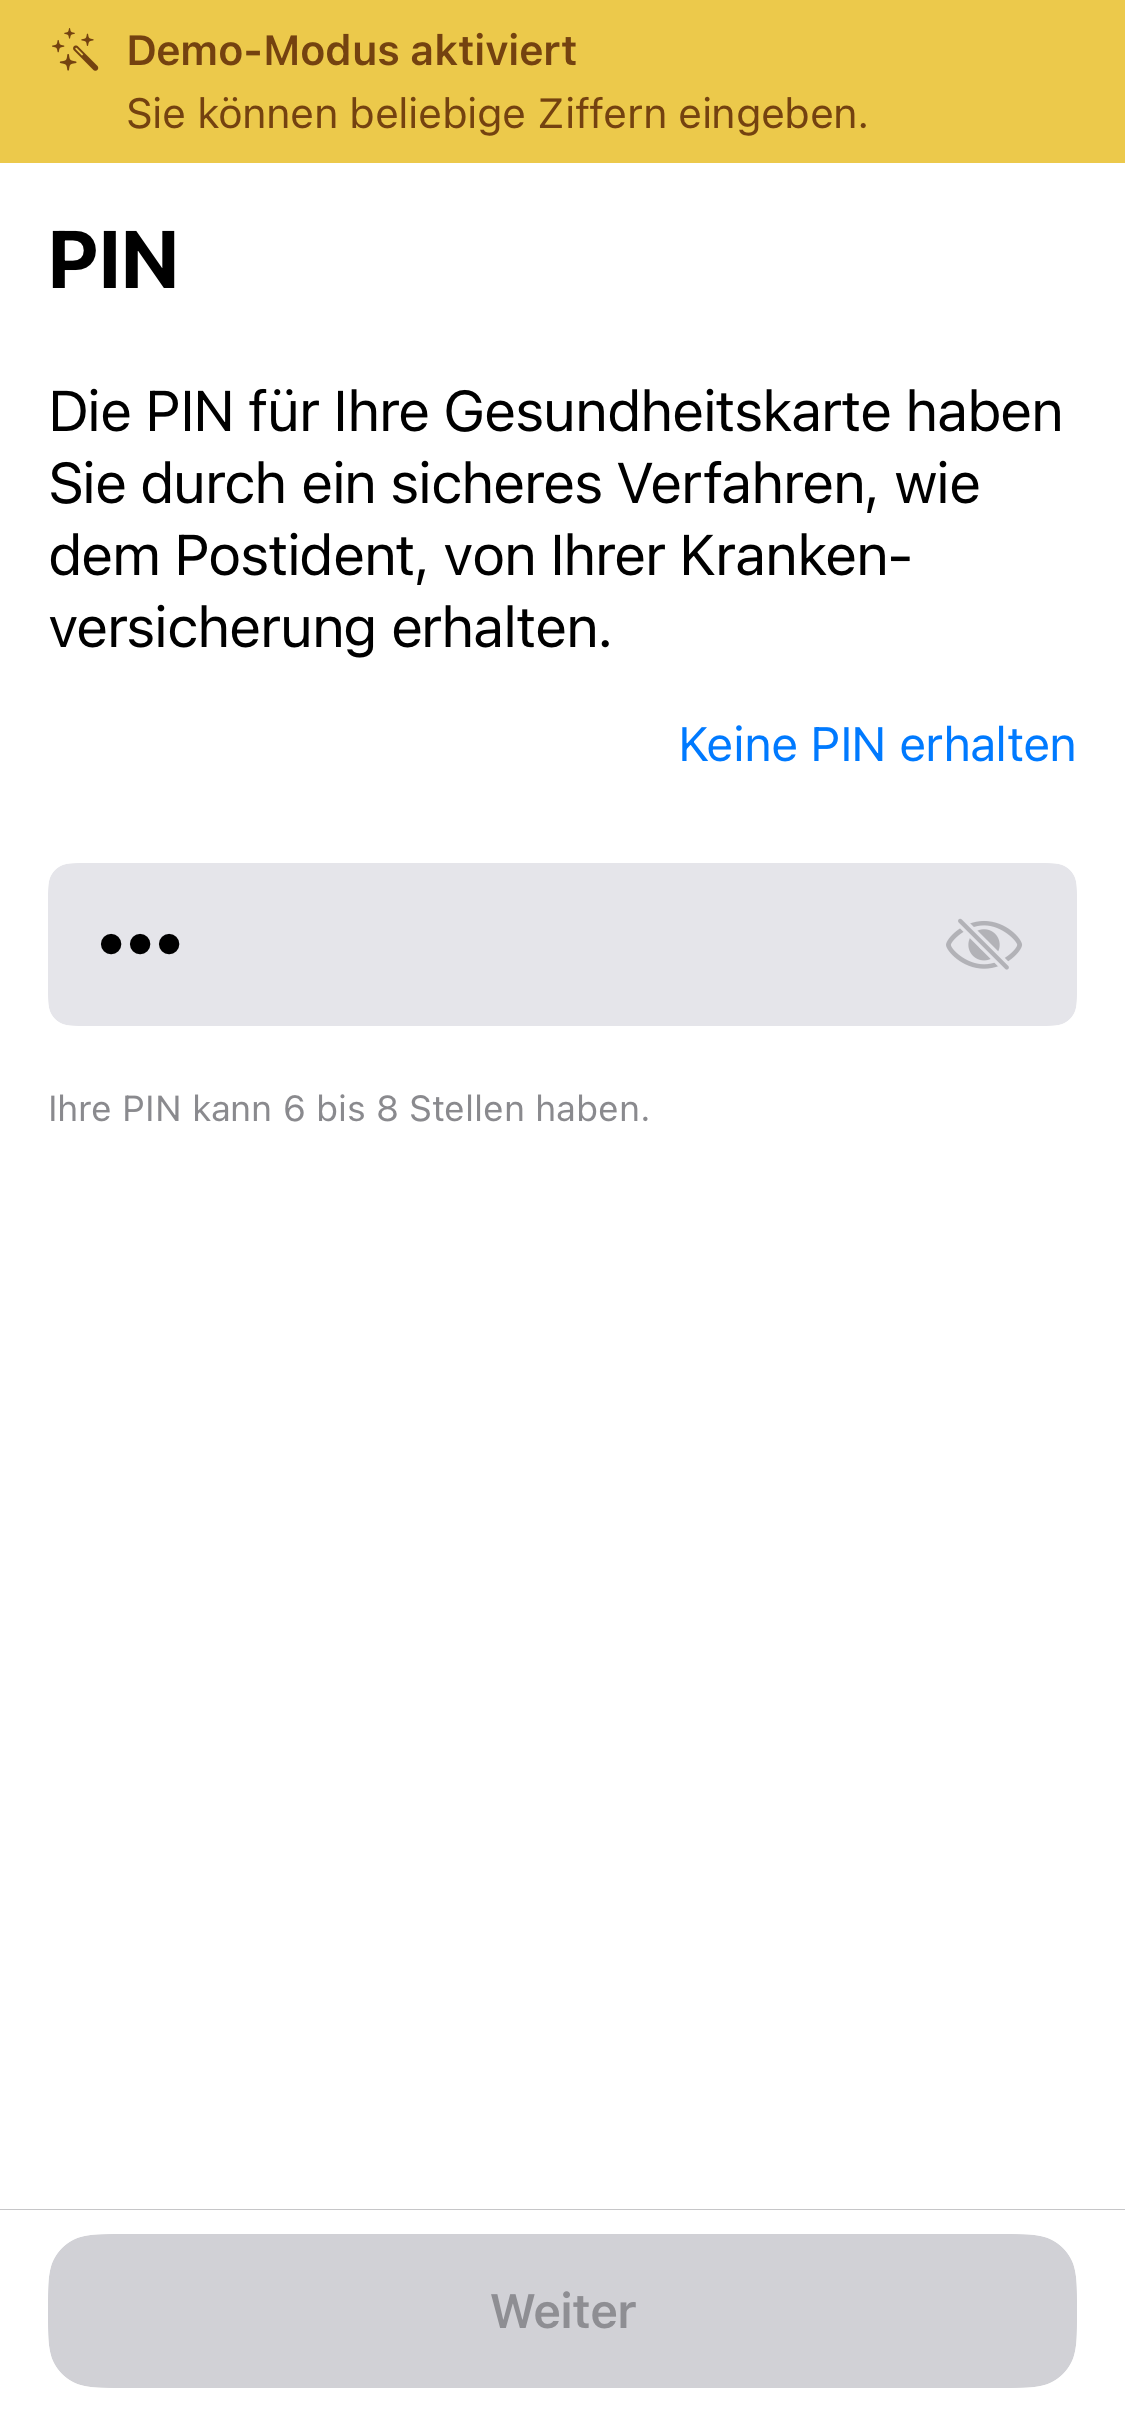 Demo-Modus aktiviert
Sie können beliebige Ziffern eingeben.
PIN
Die PIN für Ihre Gesundheitskarte haben
Sie durch ein sicheres Verfahren, wie
dem Postident, von Ihrer Kranken-
versicherung erhalten.
Keine PIN erhalten
•••
Ihre PIN kann 6 bis 8 Stellen haben.
Weiter